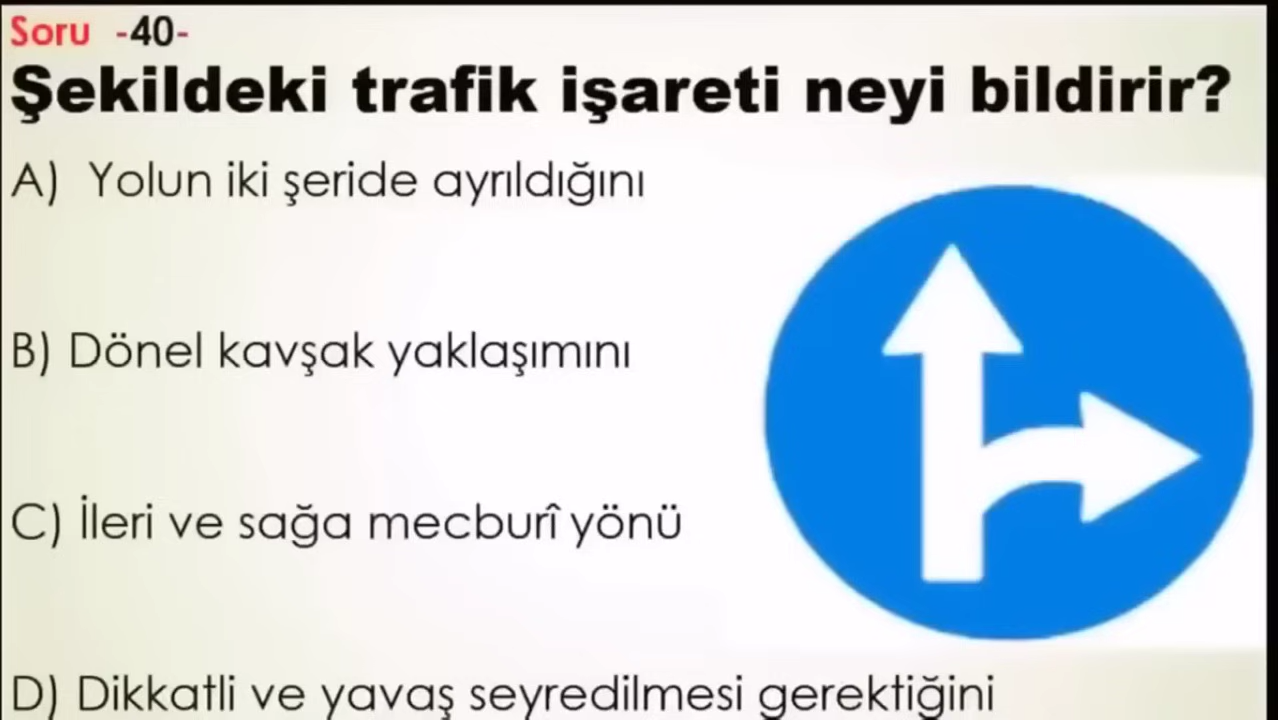 Soru -40-
Şekildeki trafik işareti neyi bildirir?
A) Yolun iki şeride ayrıldığını
B) Dönel kavşak yaklaşımını
C) İleri ve sağa mecburî yönü
D) Dikkatli ve yavaş seyredilmesi gerektiğini